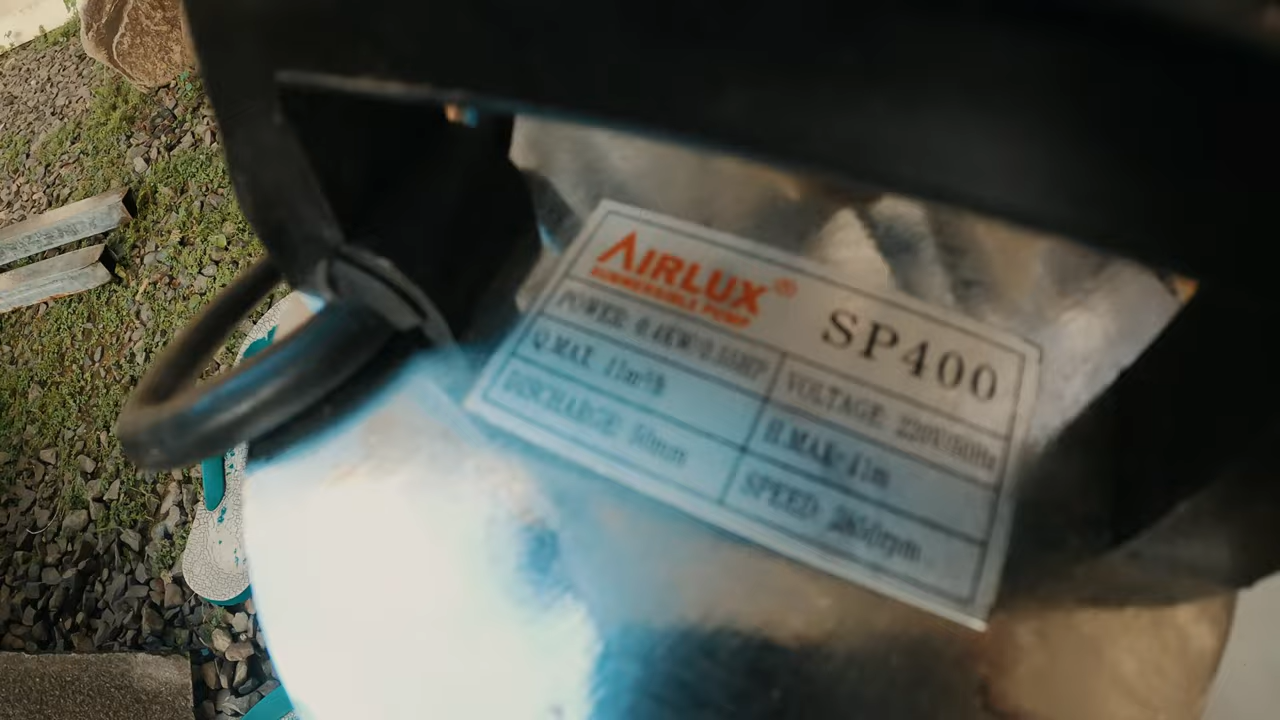 AIRLUX®
SUBMERSIBLE PUMP
SP400
POWER: 0.4KW/0.55HP
VOLTAGE: 220V/50Hz
Q.MAX: 11m³/h
H.MAX: 11m
DISCHARGE: 50mm
SPEED: